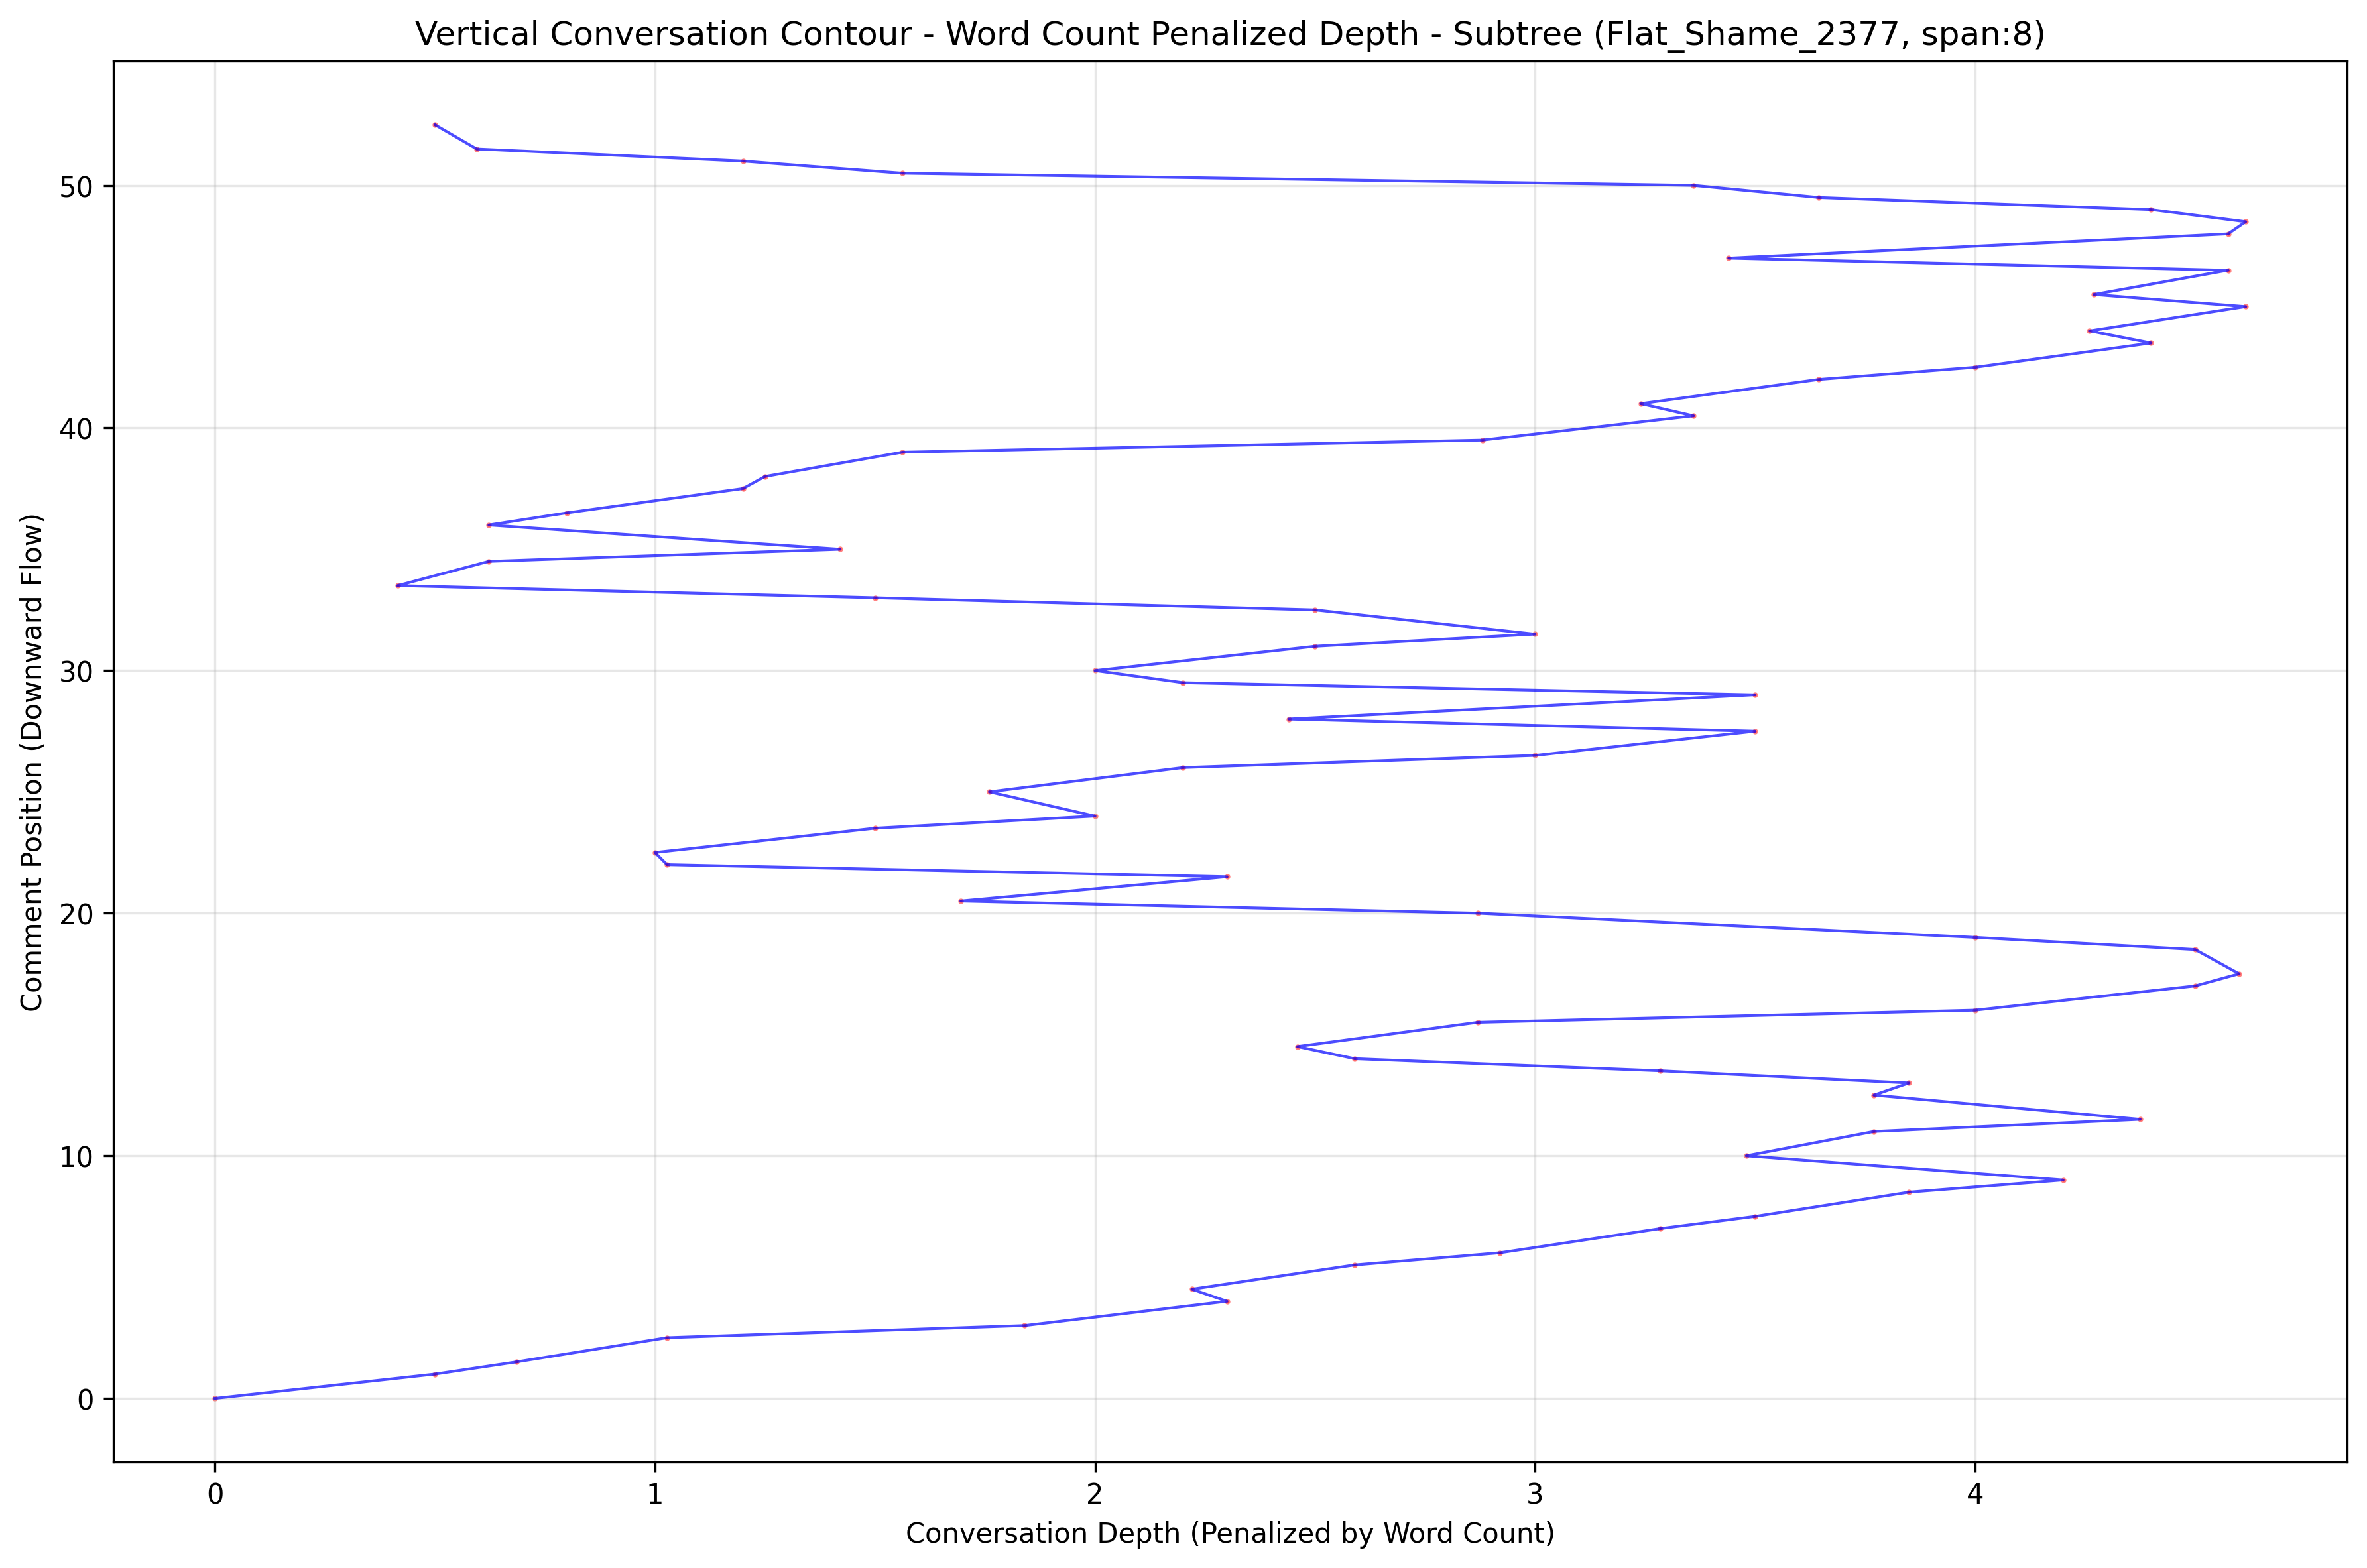 Vertical Conversation Contour - Word Count Penalized Depth - Subtree (Flat_Shame_2377, span:8)
Comment Position (Downward Flow)
50
40
30
20
10
0
0 1 2 3 4
Conversation Depth (Penalized by Word Count)